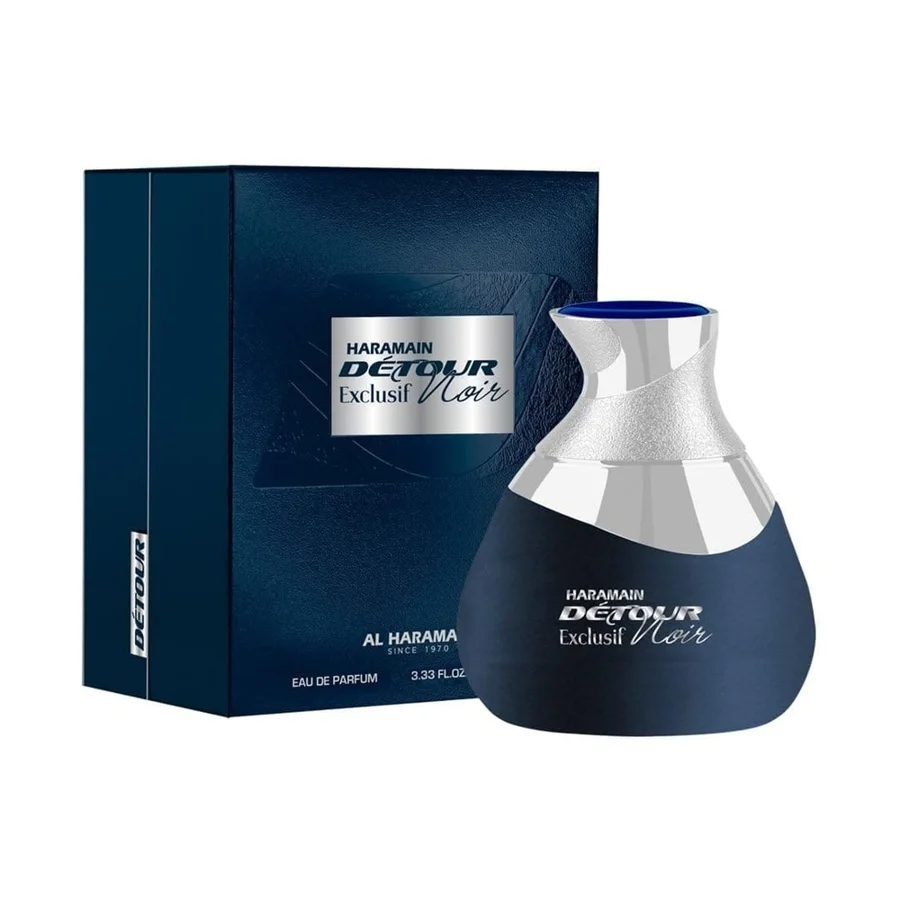 HARAMAIN
DÉTOUR
Exclusif Noir
DÉTOUR
AL HARAMA
SINCE 1970
EAU DE PARFUM 3.33 FL.OZ
HARAMAIN
DÉTOUR
Exclusif Noir